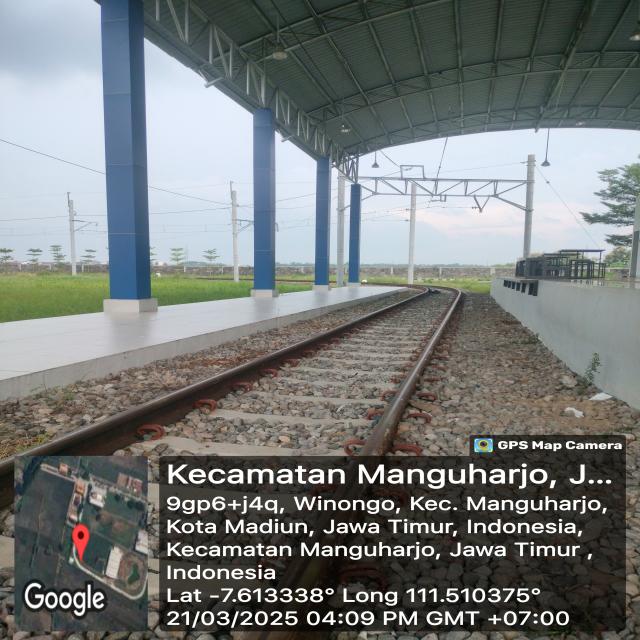 GPS Map Camera
Kecamatan Manguharjo, J...
9gp6+j4q, Winongo, Kec. Manguharjo,
Kota Madiun, Jawa Timur, Indonesia,
Kecamatan Manguharjo, Jawa Timur ,
Indonesia
Lat -7.613338° Long 111.510375°
21/03/2025 04:09 PM GMT +07:00
Google